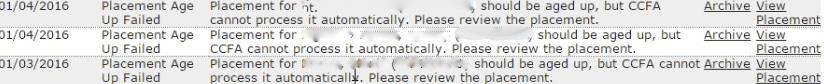 01/04/2016 Placement Age Placement for nt. should be aged up, but CCFA Archive View
Up Failed cannot process it automatically. Please review the placement. Placement
01/04/2016 Placement Age Placement for should be aged up, but Archive View
Up Failed CCFA cannot process it automatically. Please review the placement. Placement
01/03/2016 Placement Age Placement for should be aged up, but CCFA cannot Archive View
Up Failed process it automatically. Please review the placement. Placement